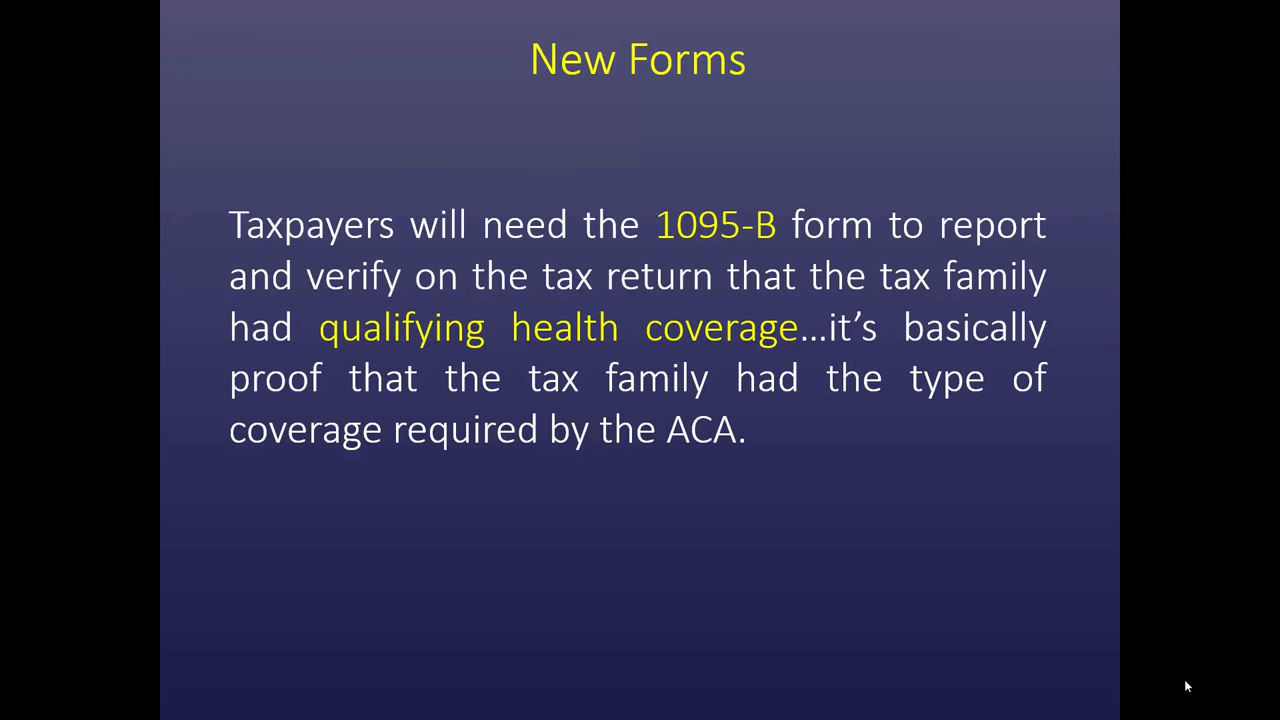 New Forms
Taxpayers will need the 1095-B form to report
and verify on the tax return that the tax family
had qualifying health coverage…it’s basically
proof that the tax family had the type of
coverage required by the ACA.